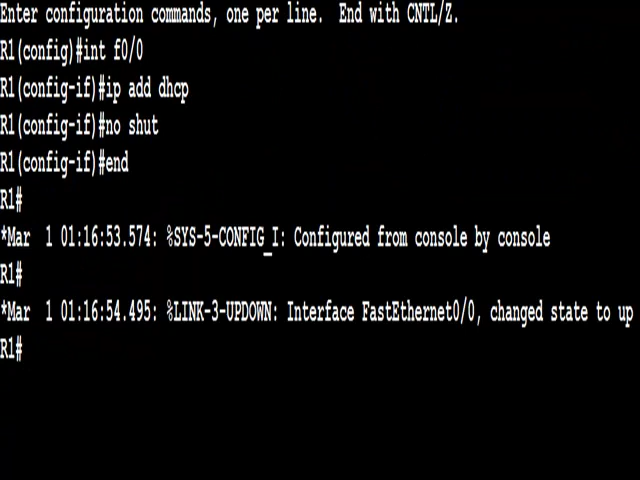 Enter configuration commands, one per line.  End with CNTL/Z.
R1(config)#int f0/0
R1(config-if)#ip add dhcp
R1(config-if)#no shut
R1(config-if)#end
R1#
*Mar  1 01:16:53.574: %SYS-5-CONFIG_I: Configured from console by console
R1#
*Mar  1 01:16:54.495: %LINK-3-UPDOWN: Interface FastEthernet0/0, changed state to up
R1#